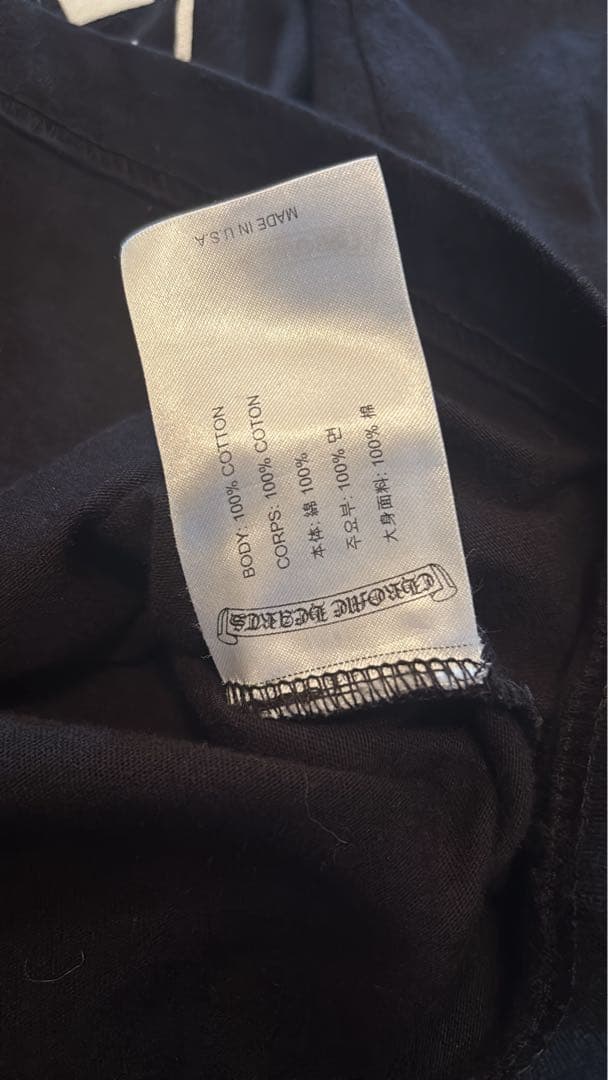 MADE IN U.S.A.
BODY: 100% COTTON
CORPS: 100% COTON
本体: 綿 100%
주요부: 100% 면
大身面料: 100% 棉
CHROME HEARTS